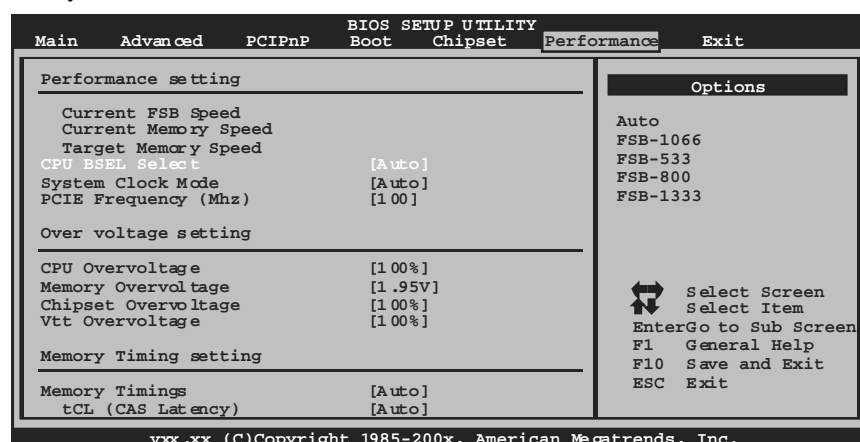 BIOS SETUP UTILITY
Main Advanced PCIPnP Boot Chipset Performance Exit
Performance setting
Current FSB Speed
Current Memory Speed
Target Memory Speed
CPU BSEL Select [Auto]
System Clock Mode [Auto]
PCIE Frequency (Mhz) [100]
Over voltage setting
CPU Overvoltage [100%]
Memory Overvoltage [1.95V]
Chipset Overvoltage [100%]
Vtt Overvoltage [100%]
Memory Timing setting
Memory Timings [Auto]
tCL (CAS Latency) [Auto]
Options
Auto
FSB-1066
FSB-533
FSB-800
FSB-1333
Select Screen
Select Item
Enter Go to Sub Screen
F1 General Help
F10 Save and Exit
ESC Exit
vxx.xx (C)Copyright 1985-200x, American Megatrends, Inc.